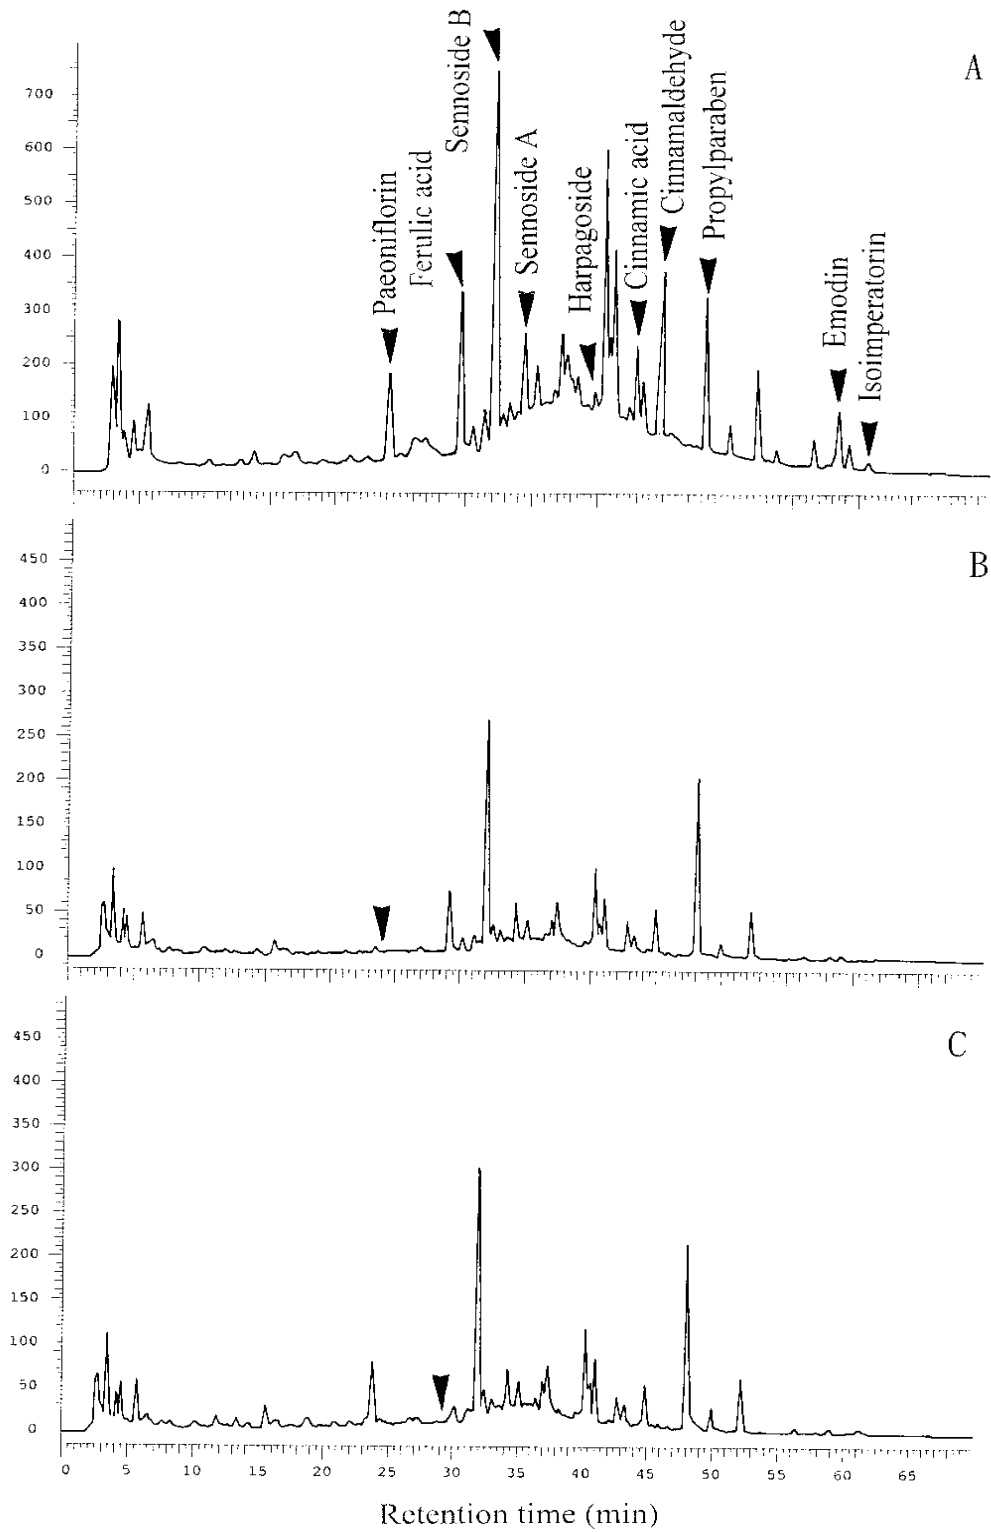 A
Paeoniflorin
Ferulic acid
Sennoside B
Sennoside A
Harpagoside
Cinnamic acid
Cinnamaldehyde
Propylparaben
Emodin
Isoimperatorin
700
600
500
400
300
200
100
0
B
450
400
350
300
250
200
150
100
50
0
C
450
400
350
300
250
200
150
100
50
0
0 5 10 15 20 25 30 35 40 45 50 55 60 65
Retention time (min)